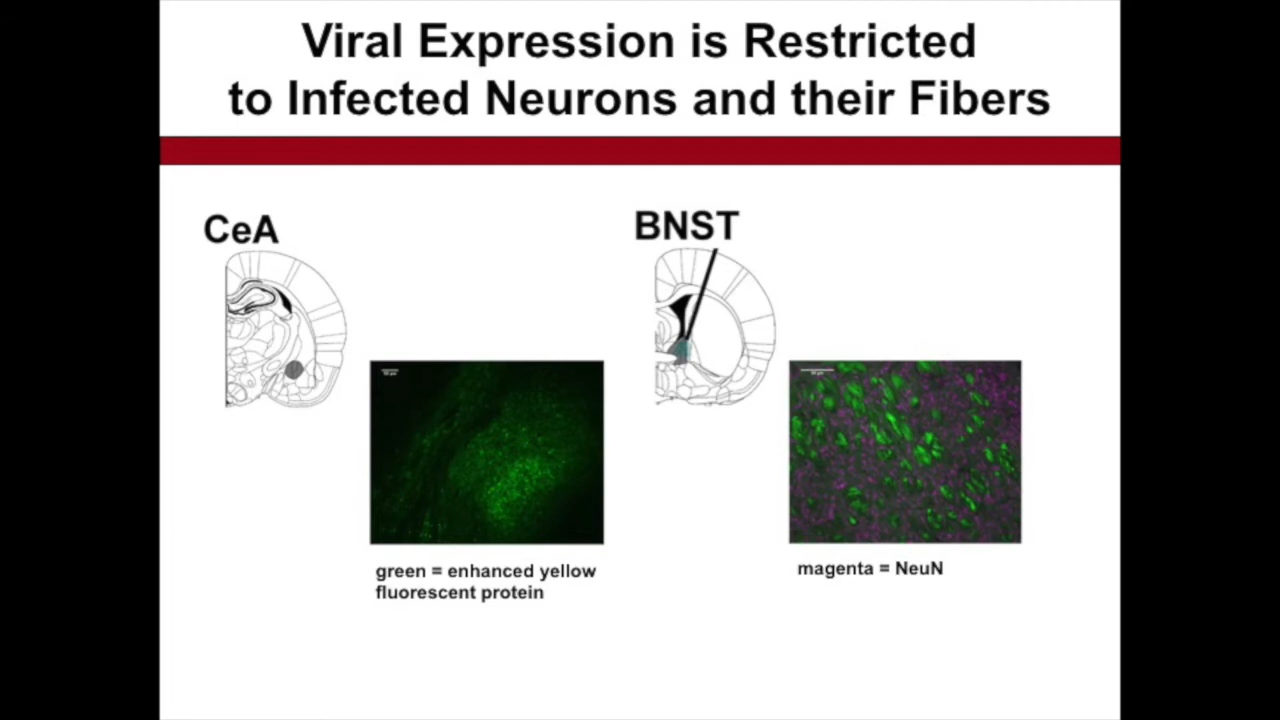 Viral Expression is Restricted
to Infected Neurons and their Fibers
CeA
BNST
green = enhanced yellow
fluorescent protein
magenta = NeuN